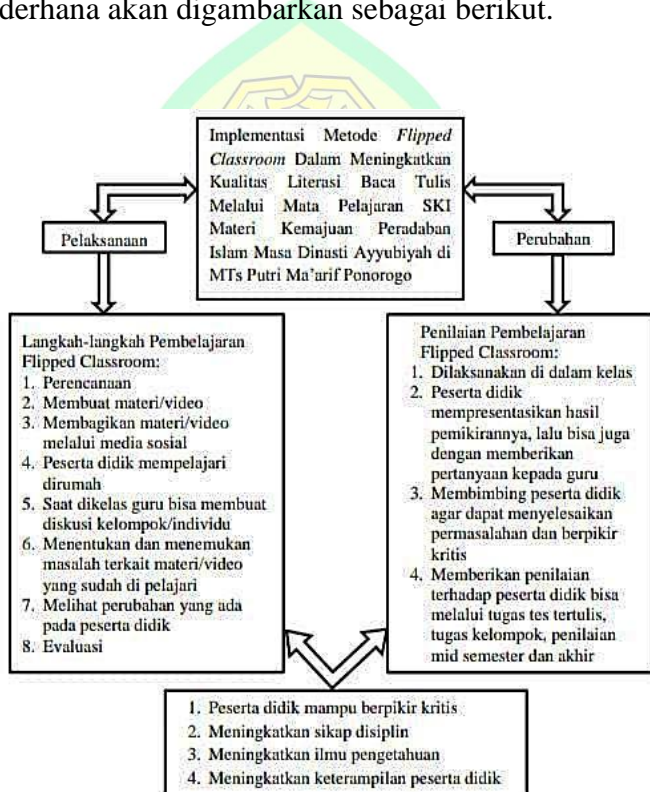 derhana akan digambarkan sebagai berikut.
Implementasi Metode Flipped
Classroom Dalam Meningkatkan
Kualitas Literasi Baca Tulis
Melalui Mata Pelajaran SKI
Materi Kemajuan Peradaban
Islam Masa Dinasti Ayyubiyah di
MTs Putri Ma'arif Ponorogo
Pelaksanaan
Perubahan
Langkah-langkah Pembelajaran
Flipped Classroom:
1. Perencanaan
2. Membuat materi/video
3. Membagikan materi/video
melalui media sosial
4. Peserta didik mempelajari
dirumah
5. Saat dikelas guru bisa membuat
diskusi kelompok/individu
6. Menentukan dan menemukan
masalah terkait materi/video
yang sudah di pelajari
7. Melihat perubahan yang ada
pada peserta didik
8. Evaluasi
Penilaian Pembelajaran
Flipped Classroom:
1. Dilaksanakan di dalam kelas
2. Peserta didik
mempresentasikan hasil
pemikirannya, lalu bisa juga
dengan memberikan
pertanyaan kepada guru
3. Membimbing peserta didik
agar dapat menyelesaikan
permasalahan dan berpikir
kritis
4. Memberikan penilaian
terhadap peserta didik bisa
melalui tugas tes tertulis,
tugas kelompok, penilaian
mid semester dan akhir
1. Peserta didik mampu berpikir kritis
2. Meningkatkan sikap disiplin
3. Meningkatkan ilmu pengetahuan
4. Meningkatkan keterampilan peserta didik